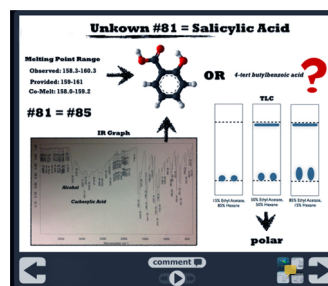 Unkown #81 = Salicylic Acid
Melting Point Range
Observed: 158.3-160.3
Provided: 159-161
Co-Melt: 158.0-159.2
OR
4-tert butylbenzoic acid
?
#81 = #85
TLC
IR Graph
Alcohol
Carboxylic Acid
15% Ethyl Acetate,
85% Hexane
50% Ethyl Acetate,
50% Hexane
85% Ethyl Acetate,
15% Hexane
polar
comment